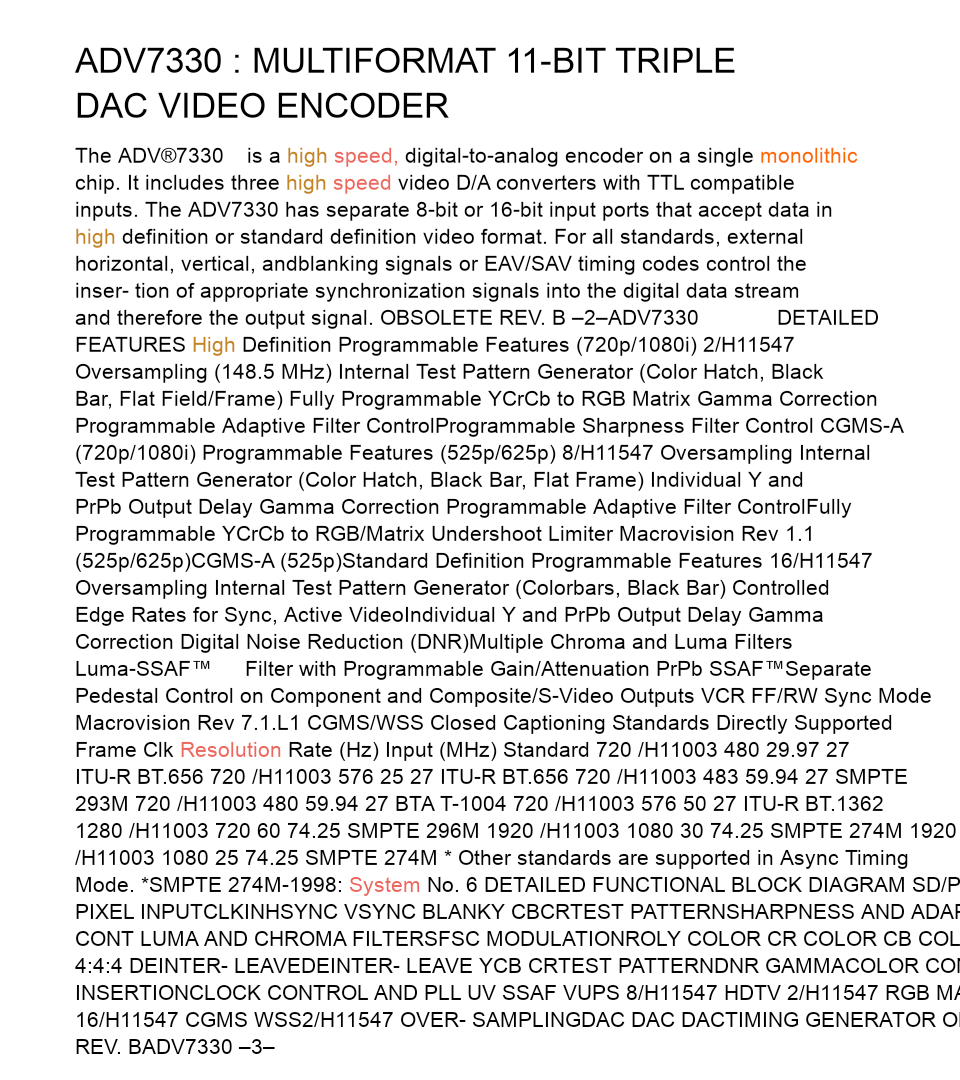 ADV7330 : MULTIFORMAT 11-BIT TRIPLE
DAC VIDEO ENCODER
The ADV®7330 is a high speed, digital-to-analog encoder on a single monolithic
chip. It includes three high speed video D/A converters with TTL compatible
inputs. The ADV7330 has separate 8-bit or 16-bit input ports that accept data in
high definition or standard definition video format. For all standards, external
horizontal, vertical, andblanking signals or EAV/SAV timing codes control the
inser- tion of appropriate synchronization signals into the digital data stream
and therefore the output signal. OBSOLETE REV. B –2–ADV7330 DETAILED
FEATURES High Definition Programmable Features (720p/1080i) 2/H11547
Oversampling (148.5 MHz) Internal Test Pattern Generator (Color Hatch, Black
Bar, Flat Field/Frame) Fully Programmable YCrCb to RGB Matrix Gamma Correction
Programmable Adaptive Filter ControlProgrammable Sharpness Filter Control CGMS-A
(720p/1080i) Programmable Features (525p/625p) 8/H11547 Oversampling Internal
Test Pattern Generator (Color Hatch, Black Bar, Flat Frame) Individual Y and
PrPb Output Delay Gamma Correction Programmable Adaptive Filter ControlFully
Programmable YCrCb to RGB/Matrix Undershoot Limiter Macrovision Rev 1.1
(525p/625p)CGMS-A (525p)Standard Definition Programmable Features 16/H11547
Oversampling Internal Test Pattern Generator (Colorbars, Black Bar) Controlled
Edge Rates for Sync, Active VideoIndividual Y and PrPb Output Delay Gamma
Correction Digital Noise Reduction (DNR)Multiple Chroma and Luma Filters
Luma-SSAF™ Filter with Programmable Gain/Attenuation PrPb SSAF™Separate
Pedestal Control on Component and Composite/S-Video Outputs VCR FF/RW Sync Mode
Macrovision Rev 7.1.L1 CGMS/WSS Closed Captioning Standards Directly Supported
Frame Clk Resolution Rate (Hz) Input (MHz) Standard 720 /H11003 480 29.97 27
ITU-R BT.656 720 /H11003 576 25 27 ITU-R BT.656 720 /H11003 483 59.94 27 SMPTE
293M 720 /H11003 480 59.94 27 BTA T-1004 720 /H11003 576 50 27 ITU-R BT.1362
1280 /H11003 720 60 74.25 SMPTE 296M 1920 /H11003 1080 30 74.25 SMPTE 274M 1920
/H11003 1080 25 74.25 SMPTE 274M * Other standards are supported in Async Timing
Mode. *SMPTE 274M-1998: System No. 6 DETAILED FUNCTIONAL BLOCK DIAGRAM SD/P
PIXEL INPUTCLKINHSYNC VSYNC BLANKY CBCRTEST PATTERNSHARPNESS AND ADAP
CONT LUMA AND CHROMA FILTERSFSC MODULATIONROLY COLOR CR COLOR CB COL
4:4:4 DEINTER- LEAVEDEINTER- LEAVE YCB CRTEST PATTERNDNR GAMMACOLOR CON
INSERTIONCLOCK CONTROL AND PLL UV SSAF VUPS 8/H11547 HDTV 2/H11547 RGB MA
16/H11547 CGMS WSS2/H11547 OVER- SAMPLINGDAC DAC DACTIMING GENERATOR O
REV. BADV7330 –3–